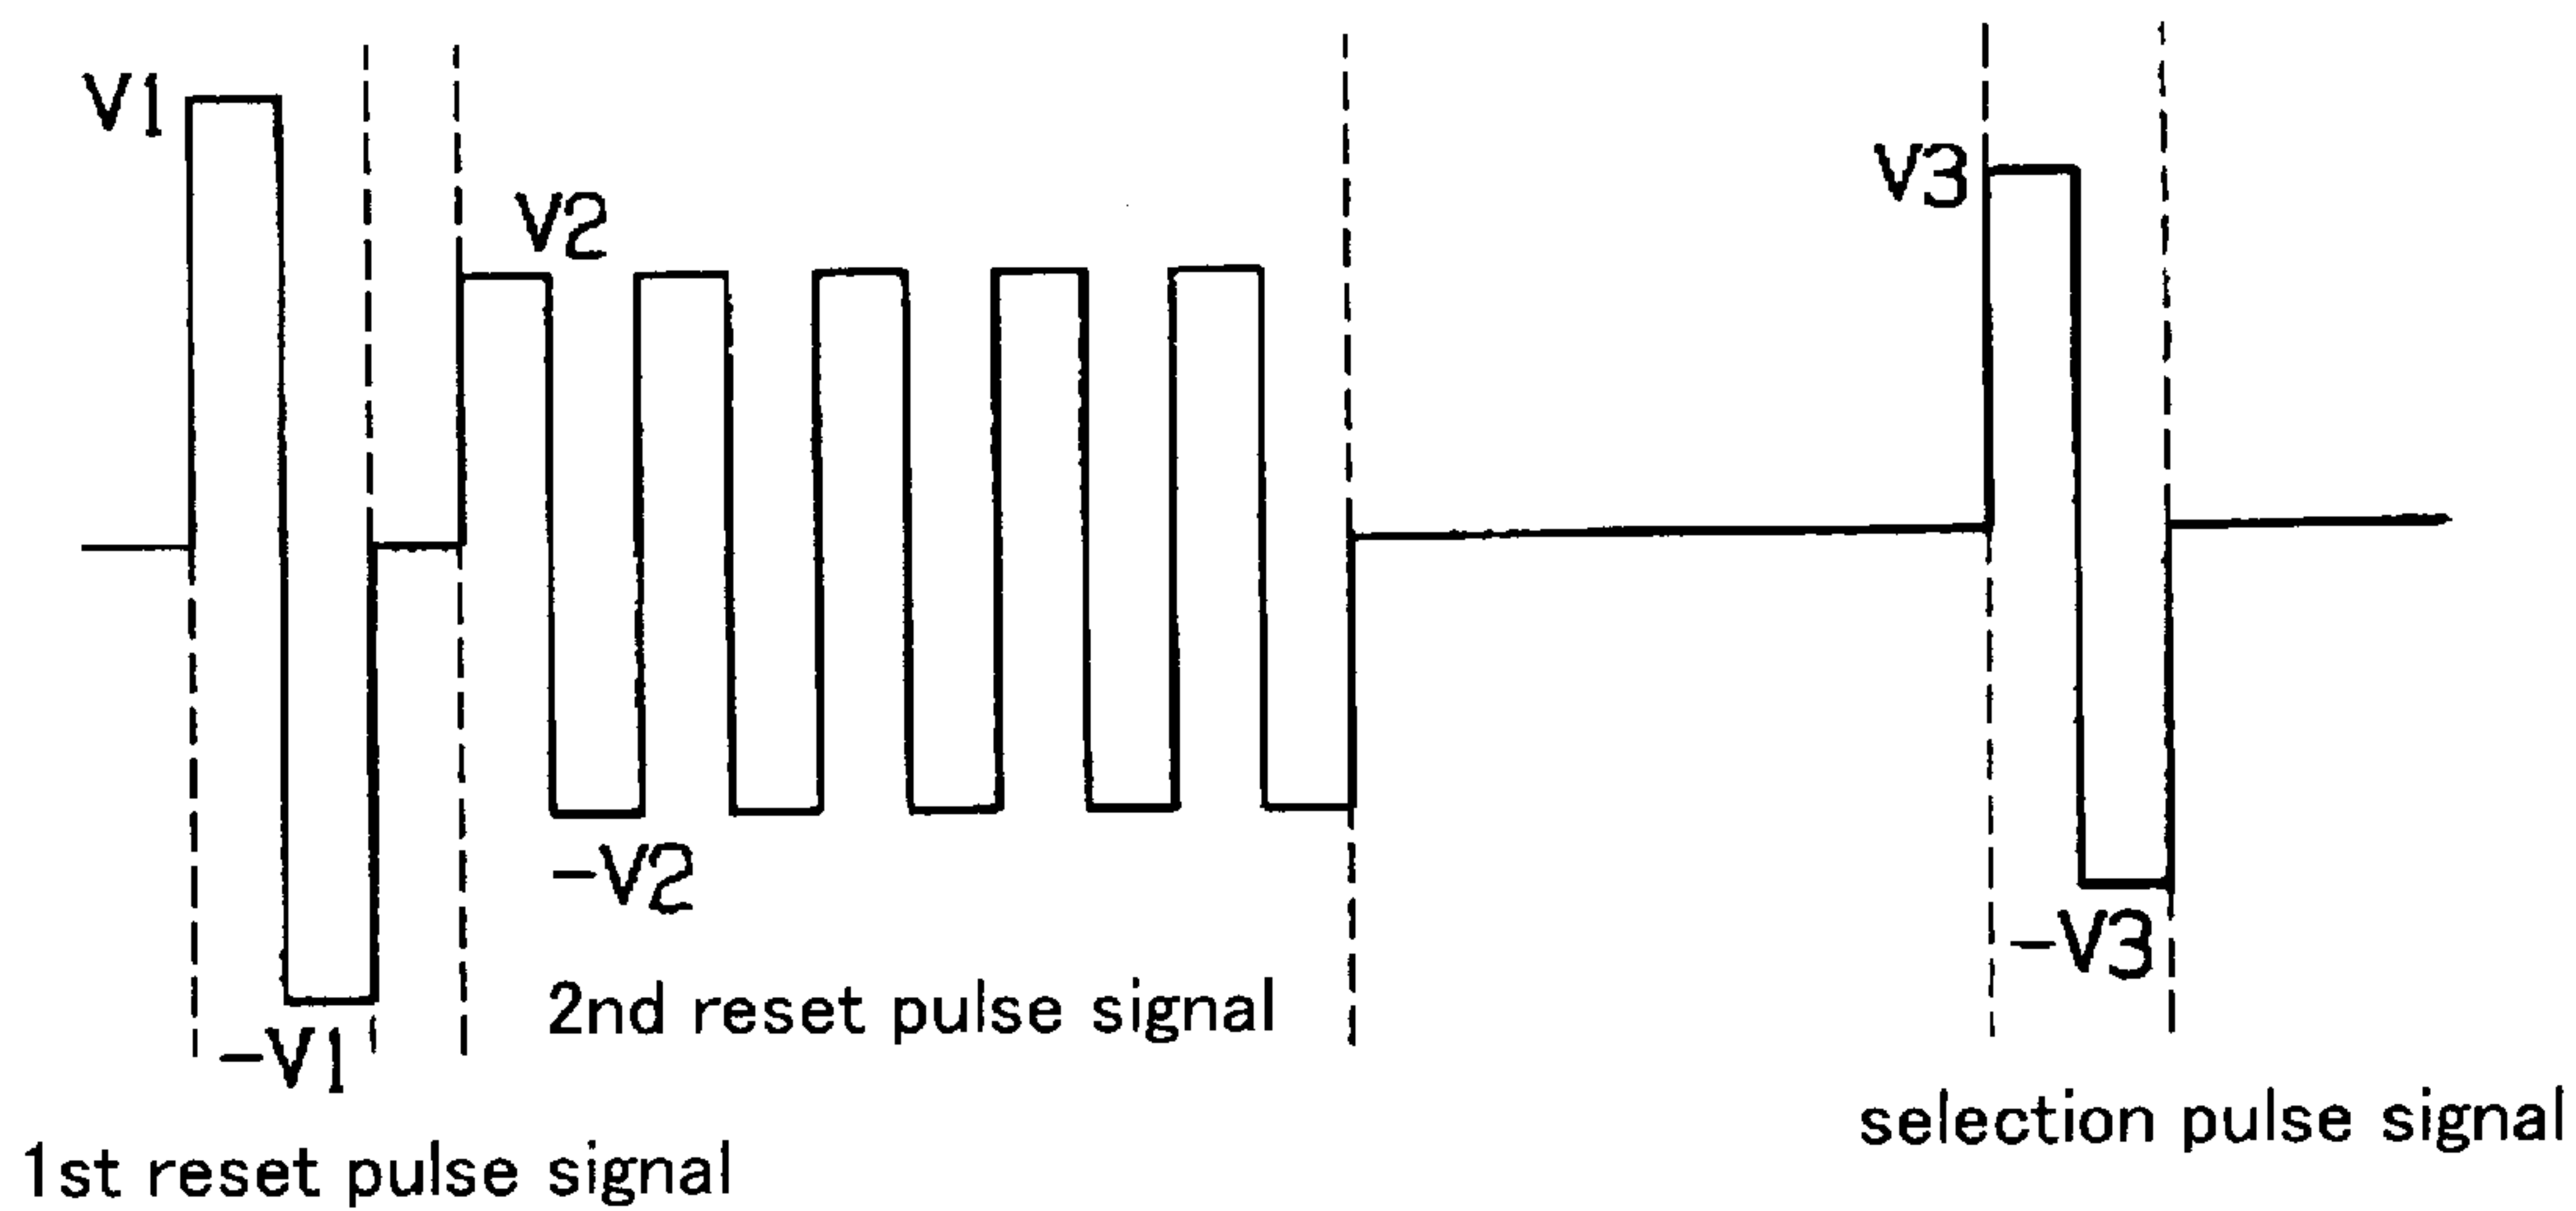 V1
V2
V3
-V2
-V3
2nd reset pulse signal
-V1
selection pulse signal
1st reset pulse signal